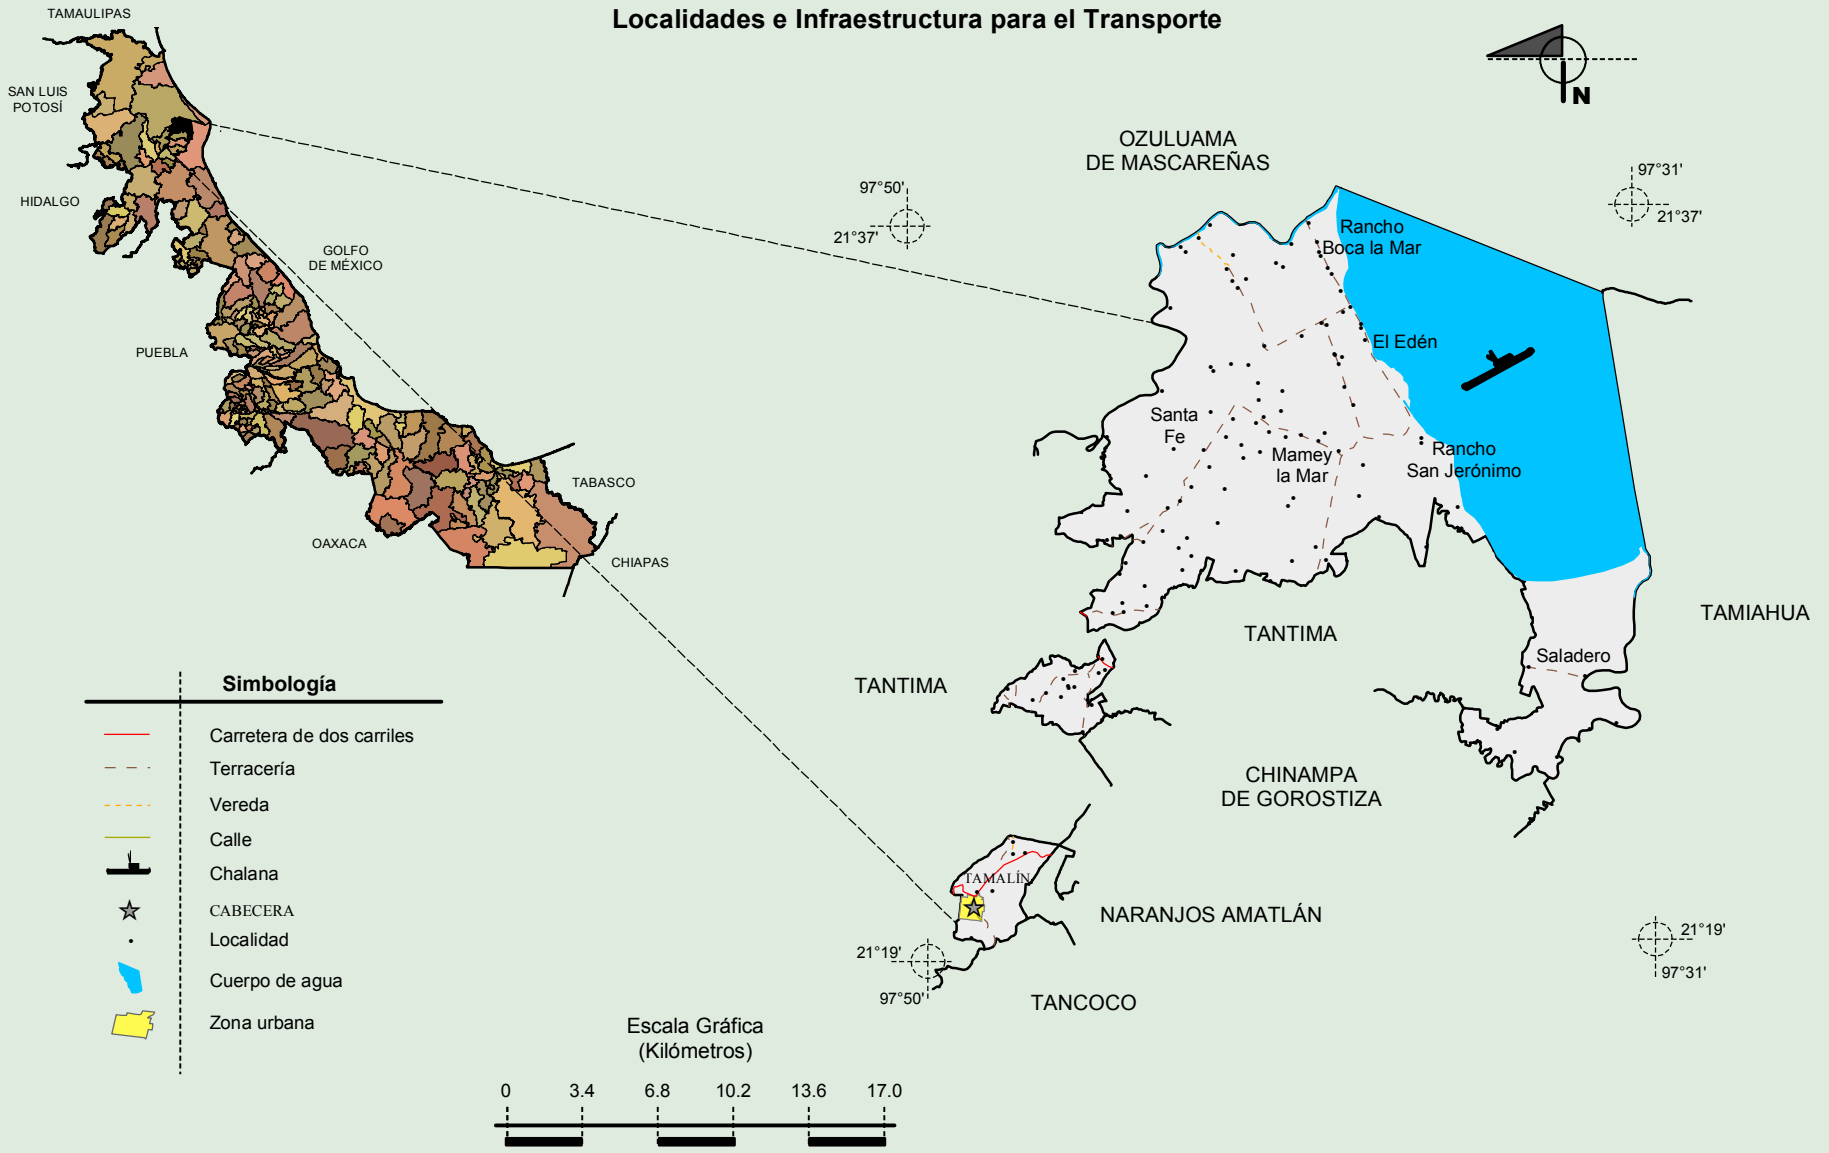 Localidades e Infraestructura para el Transporte
TAMAULIPAS
SAN LUIS
POTOSÍ
HIDALGO
GOLFO
DE MÉXICO
PUEBLA
OAXACA
TABASCO
CHIAPAS
N
OZULUAMA
DE MASCAREÑAS
97°50'
21°37'
97°31'
21°37'
Rancho
Boca la Mar
El Edén
Santa
Fe
Mamey
la Mar
Rancho
San Jerónimo
TAMIAHUA
TANTIMA
Saladero
TANTIMA
CHINAMPA
DE GOROSTIZA
TAMALÍN
NARANJOS AMATLÁN
21°19'
97°50'
21°19'
97°31'
TANCOCO
Simbología
Carretera de dos carriles
Terracería
Vereda
Calle
Chalana
CABECERA
Localidad
Cuerpo de agua
Zona urbana
Escala Gráfica
(Kilómetros)
0 3.4 6.8 10.2 13.6 17.0